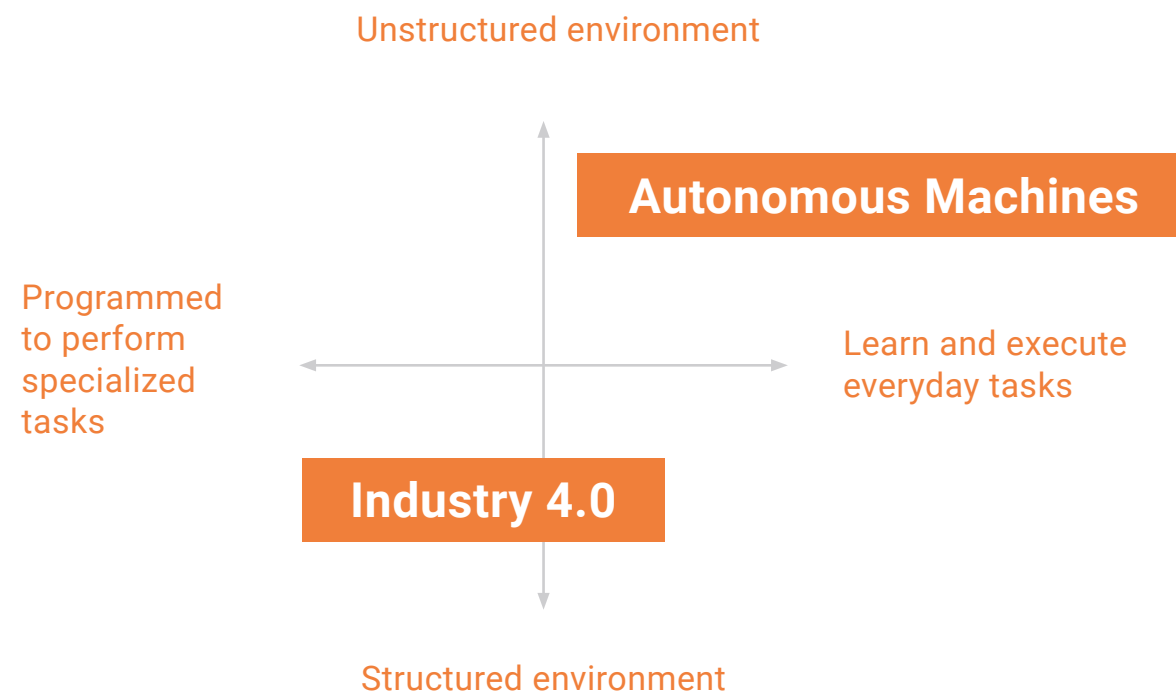 Unstructured environment
Autonomous Machines
Programmed
to perform
specialized
tasks
Learn and execute
everyday tasks
Industry 4.0
Structured environment